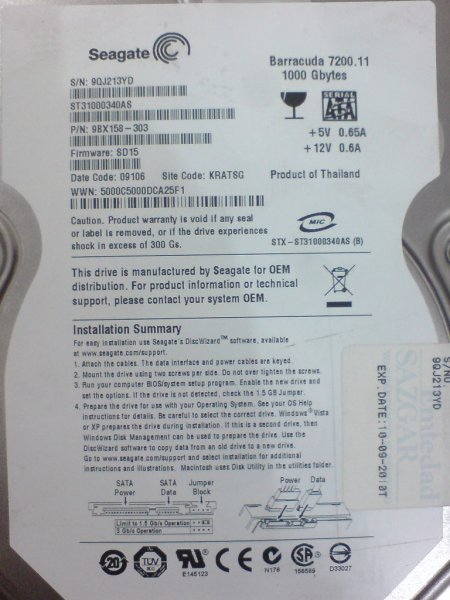 Seagate
Barracuda 7200.11
1000 Gbytes
S/N: 9QJ213YD
ST31000340AS
SERIAL
ATA
P/N: 9BX158-303
+5V 0.65A
+12V 0.6A
Firmware: SD15
Date Code: 09106 Site Code: KRATSG
Product of Thailand
WWN: 5000C5000DCA25F1
Caution. Product warranty is void if any seal
or label is removed, or if the drive experiences
shock in excess of 300 Gs.
MIC
STX-ST31000340AS (B)
This drive is manufactured by Seagate for OEM
distribution. For product information or technical
support, please contact your system OEM.
Installation Summary
For easy installation use Seagate's DiscWizard™ software, available
at www.seagate.com/support.
1. Attach the cables. The data interface and power cables are keyed.
2. Mount the drive using two screws per side. Do not over tighten the screws.
3. Run your computer BIOS/system setup program. Enable the new drive and
set the options. If the drive is not detected, check the 1.5 GB Jumper.
4. Prepare the drive for use with your Operating System. See your OS Help
instructions for details. Be careful to select the correct drive. Windows® Vista
or XP prepares the drive during installation. If this is a second drive, then
Windows Disk Management can be used to prepare the drive. Use the
DiscWizard software to copy data from an old drive to a new drive.
Go to www.seagate.com/support and select installation for additional
instructions and illustrations. Macintosh uses Disk Utility in the utilities folder.
SATA Power
SATA Data
Jumper Block
Power Data
Limit to 1.5 Gb/s Operation
3 Gb/s Operation
TUV
E145123
N176
156589
D33027
S/NO
9QJ213YD
EXP DATE:10-09-2010T